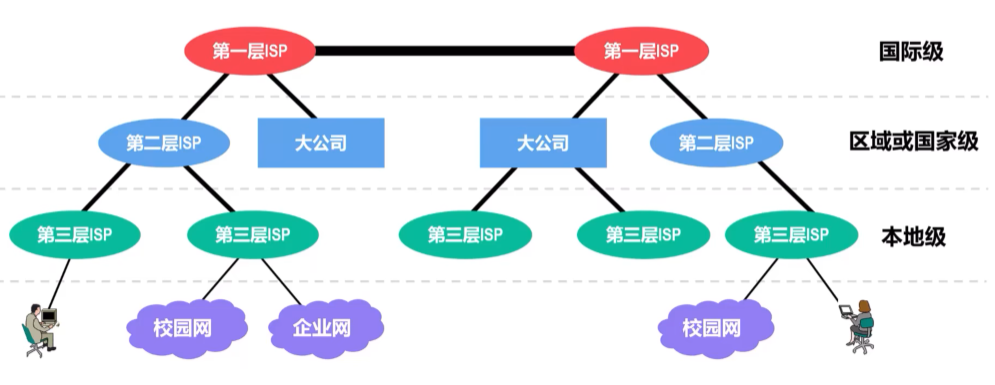 第一层ISP
第一层ISP
国际级
第二层ISP
大公司
大公司
第二层ISP
区域或国家级
第三层ISP
第三层ISP
第三层ISP
第三层ISP
第三层ISP
本地级
校园网
企业网
校园网